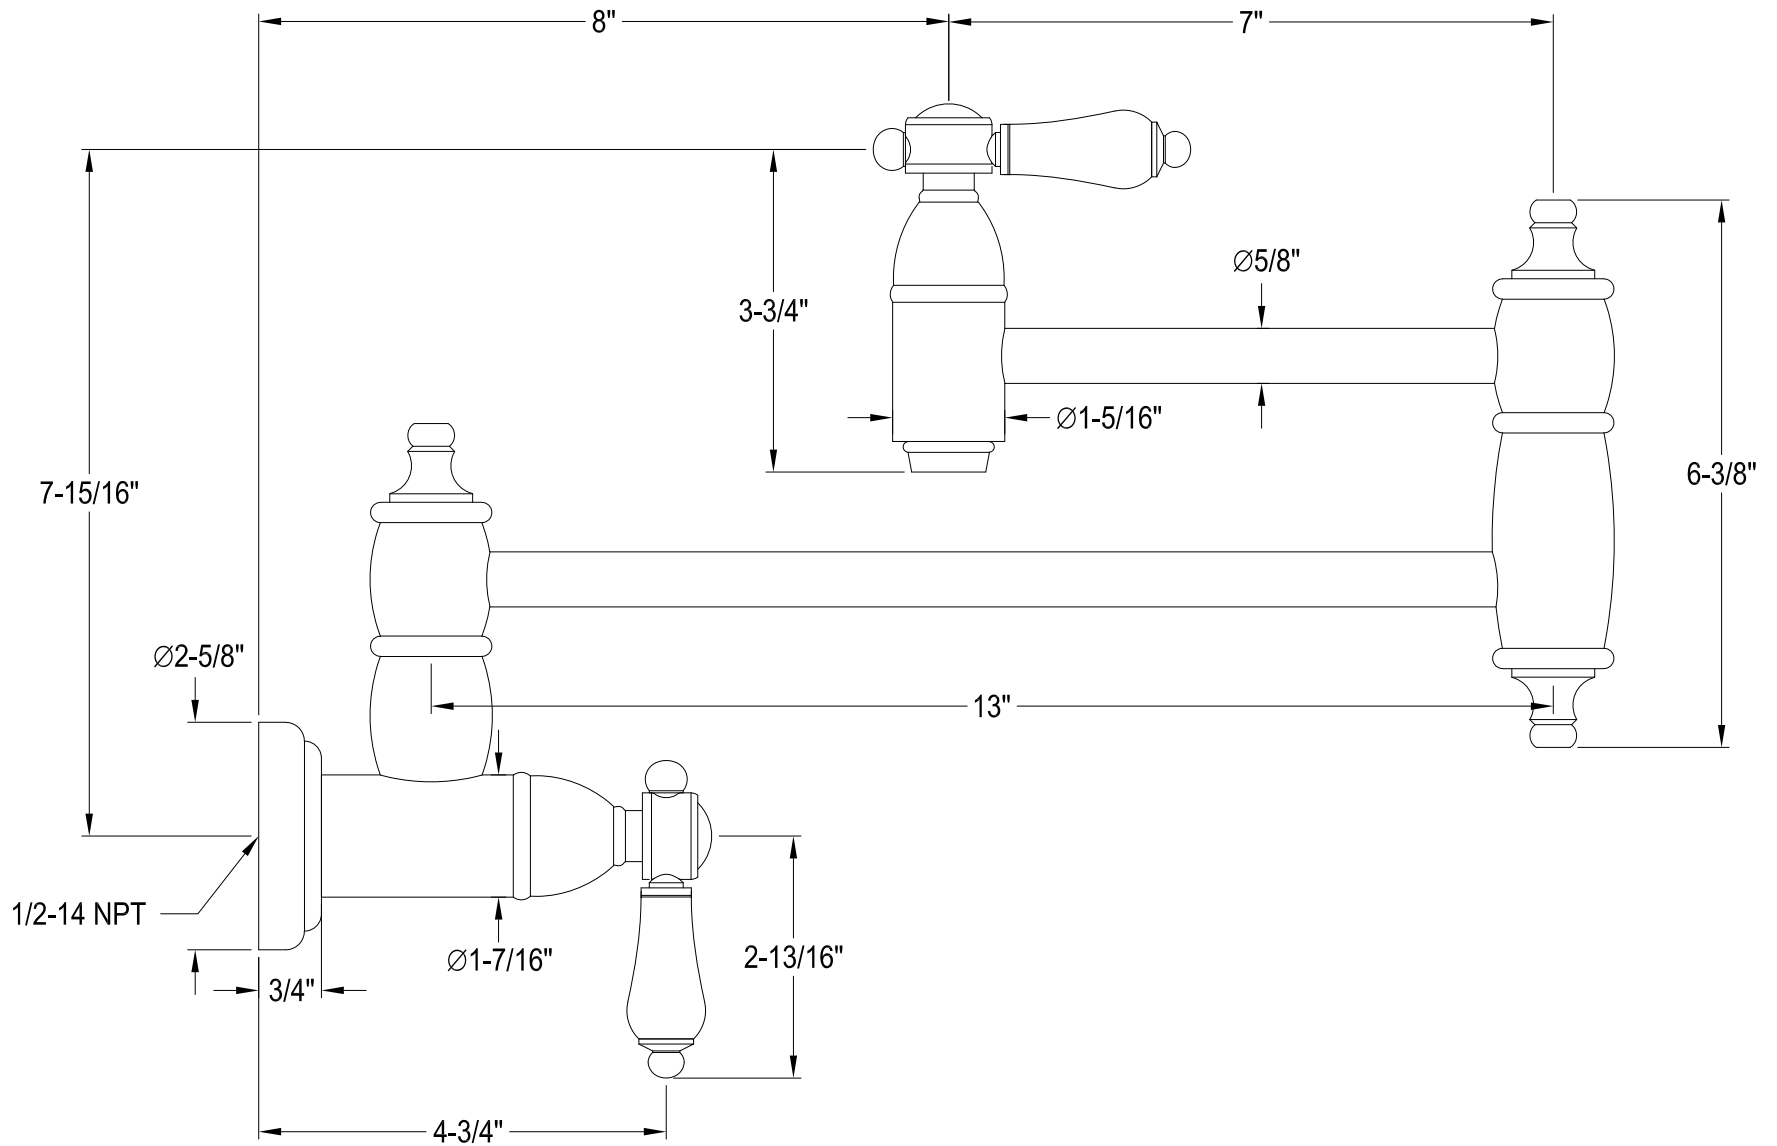 8"
7"
Ø5/8"
3-3/4"
Ø1-5/16"
6-3/8"
7-15/16"
Ø2-5/8"
13"
1/2-14 NPT
Ø1-7/16"
2-13/16"
3/4"
4-3/4"